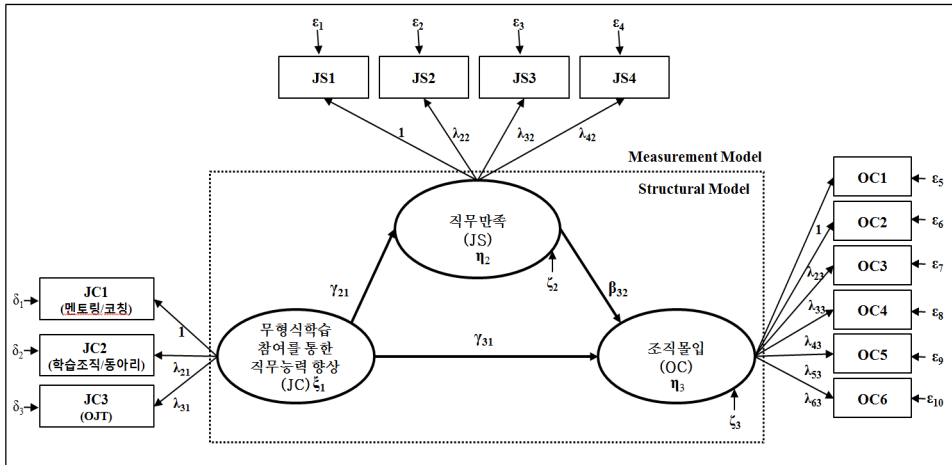 ε1
ε2
ε3
ε4
JS1
JS2
JS3
JS4
1
λ22
λ32
λ42
Measurement Model
Structural Model
직무만족
(JS)
η2
ζ2
γ21
β32
γ31
무형식학습
참여를 통한
직무능력 향상
(JC) ξ1
조직몰입
(OC)
η3
ζ3
δ1
JC1
(멘토링/코칭)
1
δ2
JC2
(학습조직/동아리)
λ21
δ3
JC3
(OJT)
λ31
OC1
ε5
1
OC2
ε6
λ23
OC3
ε7
λ33
OC4
ε8
λ43
OC5
ε9
λ53
OC6
ε10
λ63